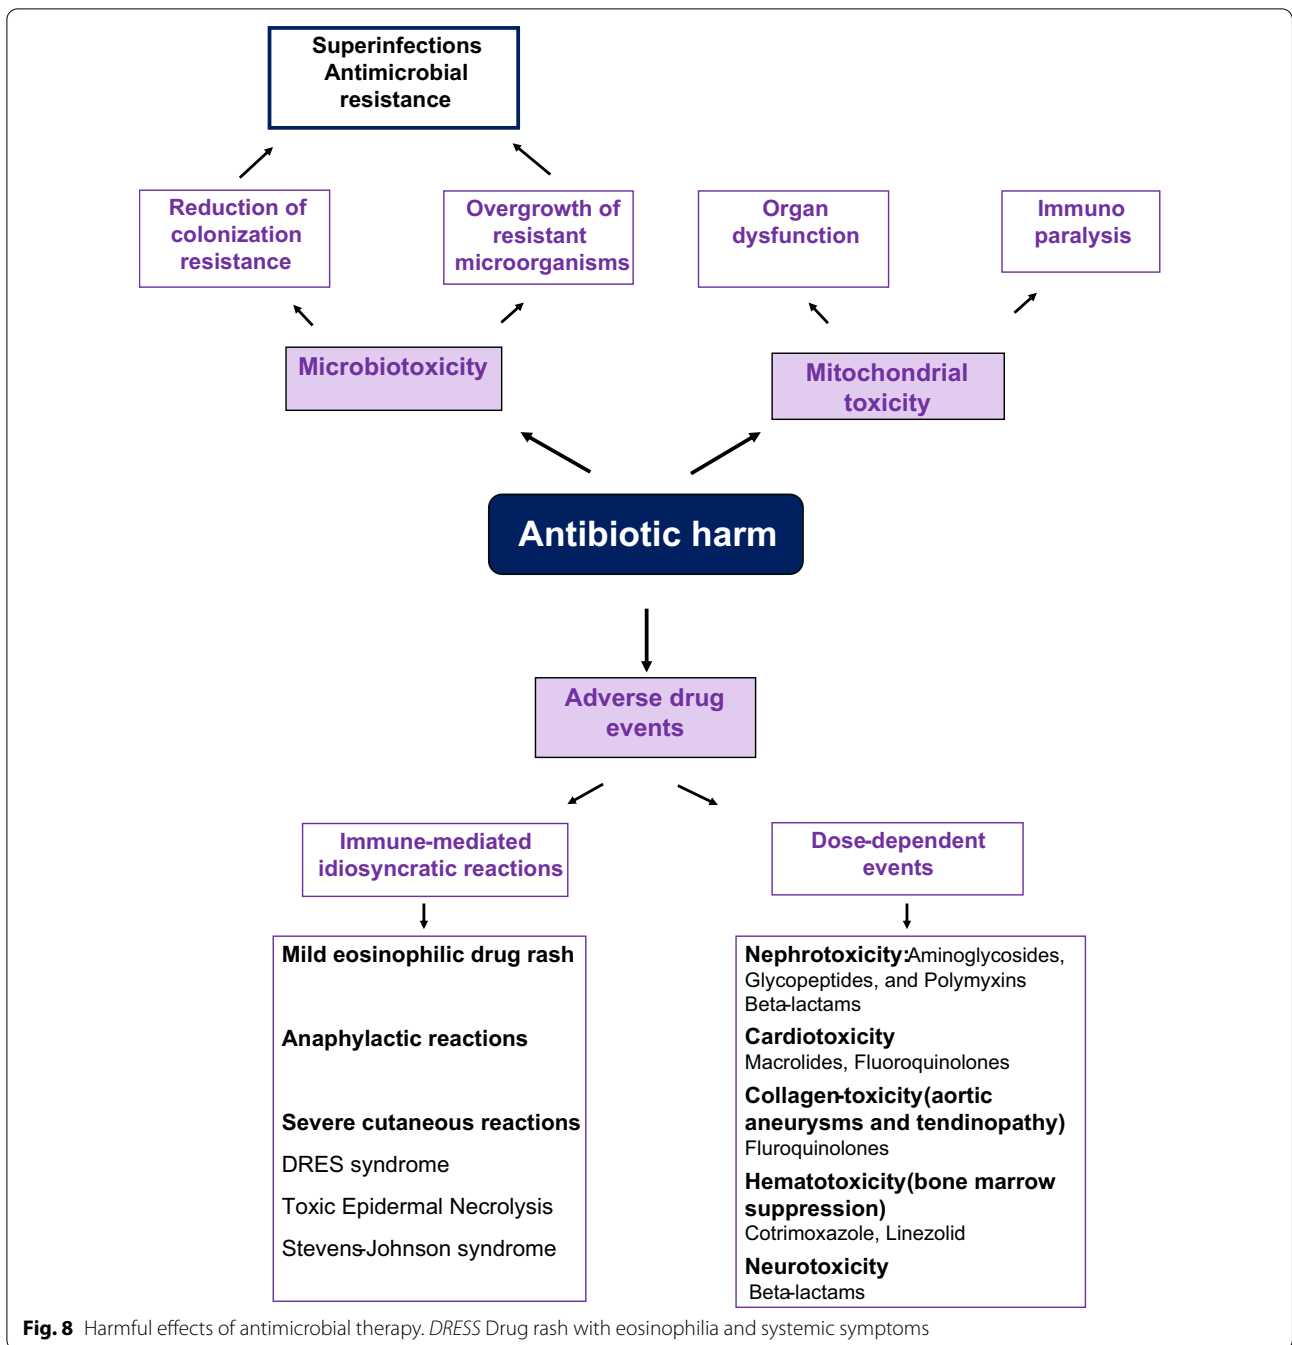 Superinfections
Antimicrobial
resistance
Reduction of
colonization
resistance
Overgrowth of
resistant
microorganisms
Organ
dysfunction
Immuno
paralysis
Microbiotoxicity
Mitochondrial
toxicity
Antibiotic harm
Adverse drug
events
Immune-mediated
idiosyncratic reactions
Dose-dependent
events
Mild eosinophilic drug rash
Anaphylactic reactions
Severe cutaneous reactions
DRES syndrome
Toxic Epidermal Necrolysis
Stevens-Johnson syndrome
Nephrotoxicity:Aminoglycosides,
Glycopeptides, and Polymyxins
Beta-lactams
Cardiotoxicity
Macrolides, Fluoroquinolones
Collagen-toxicity(aortic
aneurysms and tendinopathy)
Fluroquinolones
Hematotoxicity(bone marrow
suppression)
Cotrimoxazole, Linezolid
Neurotoxicity
Beta-lactams
Fig. 8 Harmful effects of antimicrobial therapy. DRESS Drug rash with eosinophilia and systemic symptoms